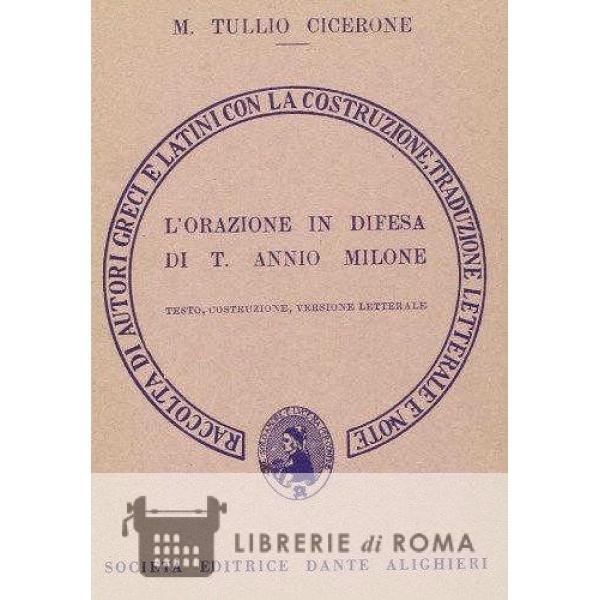 M. TULLIO CICERONE
RACCOLTA DI AUTORI GRECI E LATINI CON LA COSTRUZIONE, TRADUZIONE LETTERALE E NOTE
L'ORAZIONE IN DIFESA
DI T. ANNIO MILONE
TESTO, COSTRUZIONE, VERSIONE LETTERALE
LIBRERIE di ROMA
SOCIETÀ EDITRICE DANTE ALIGHIERI